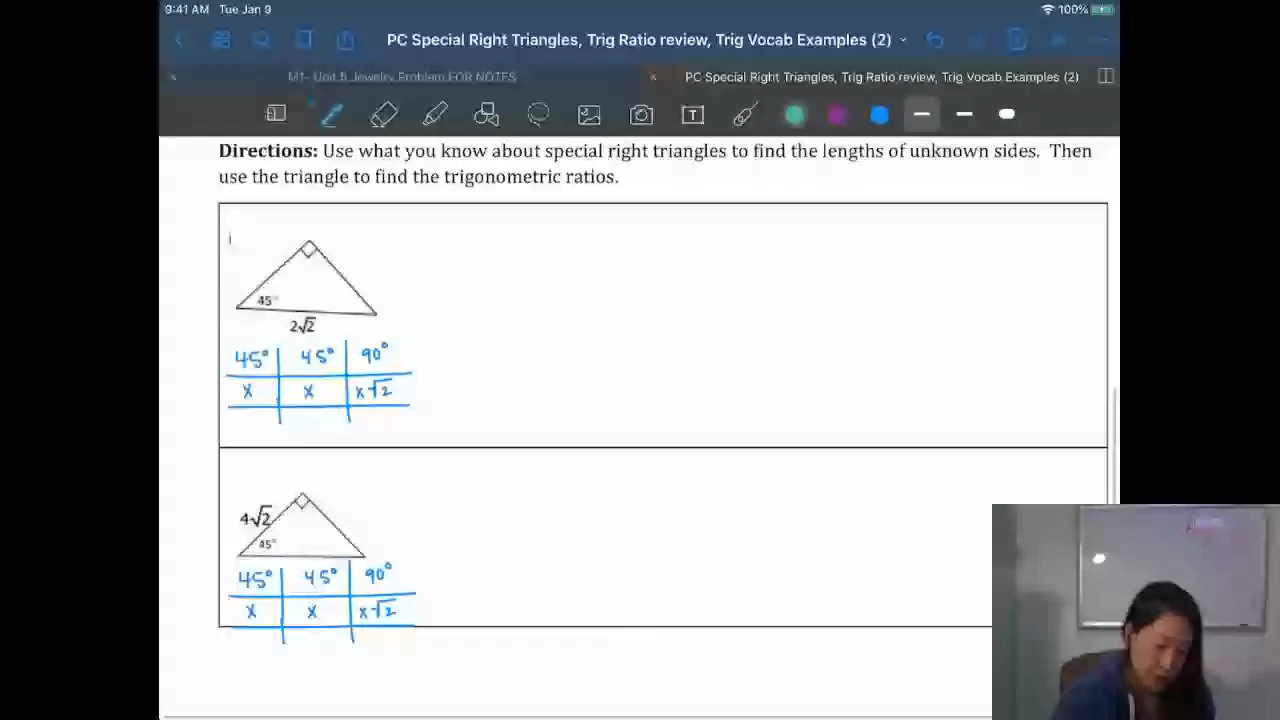 9:41 AM Tue Jan 9
100%
PC Special Right Triangles, Trig Ratio review, Trig Vocab Examples (2)
M1- Unit 5 Jewelry Problem FOR NOTES
PC Special Right Triangles, Trig Ratio review, Trig Vocab Examples (2)
T
Directions: Use what you know about special right triangles to find the lengths of unknown sides. Then
use the triangle to find the trigonometric ratios.
45°
2√2
45° 45° 90°
x x x√2
4√2
45°
45° 45° 90°
x x x√2